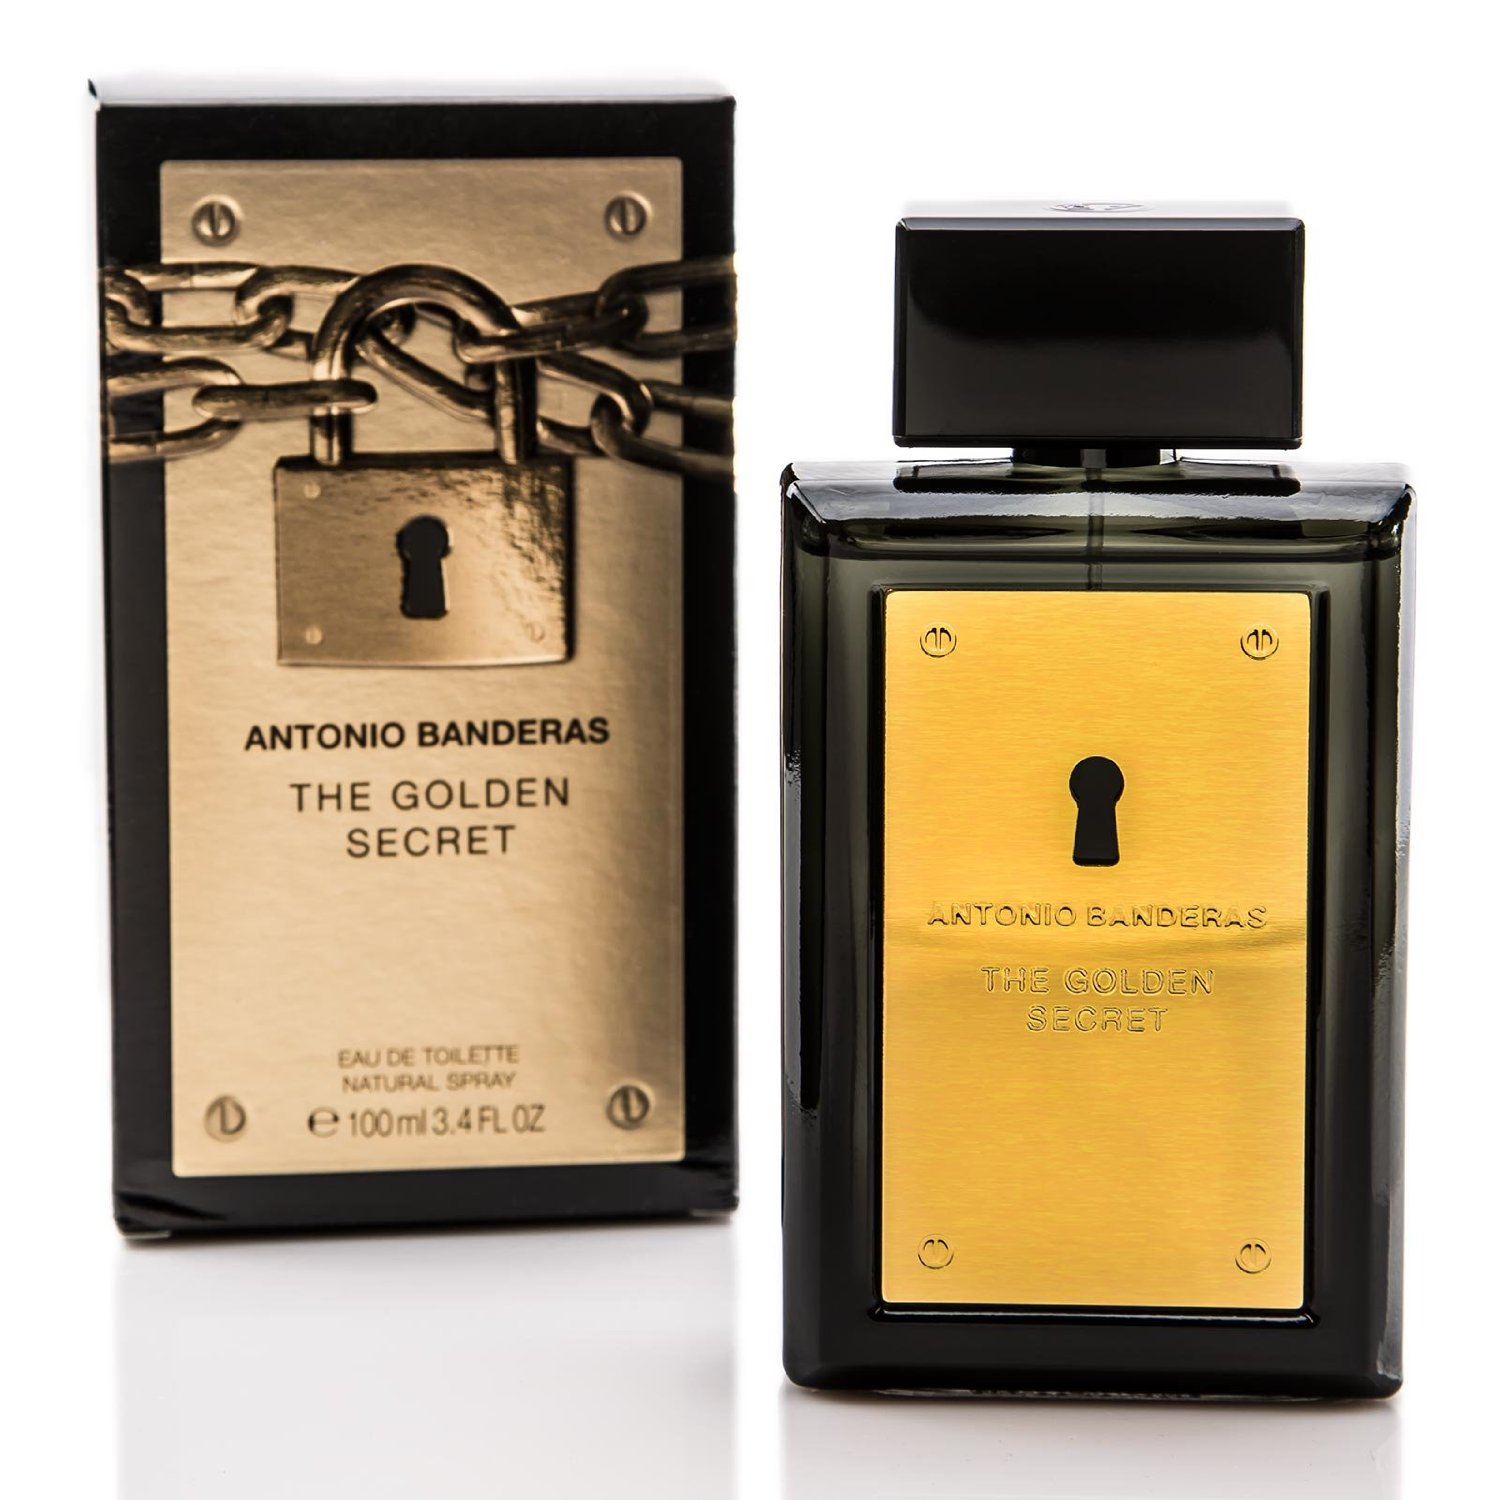 ANTONIO BANDERAS
THE GOLDEN
SECRET
EAU DE TOILETTE
NATURAL SPRAY
℮ 100ml 3.4 FL OZ
ANTONIO BANDERAS
THE GOLDEN
SECRET